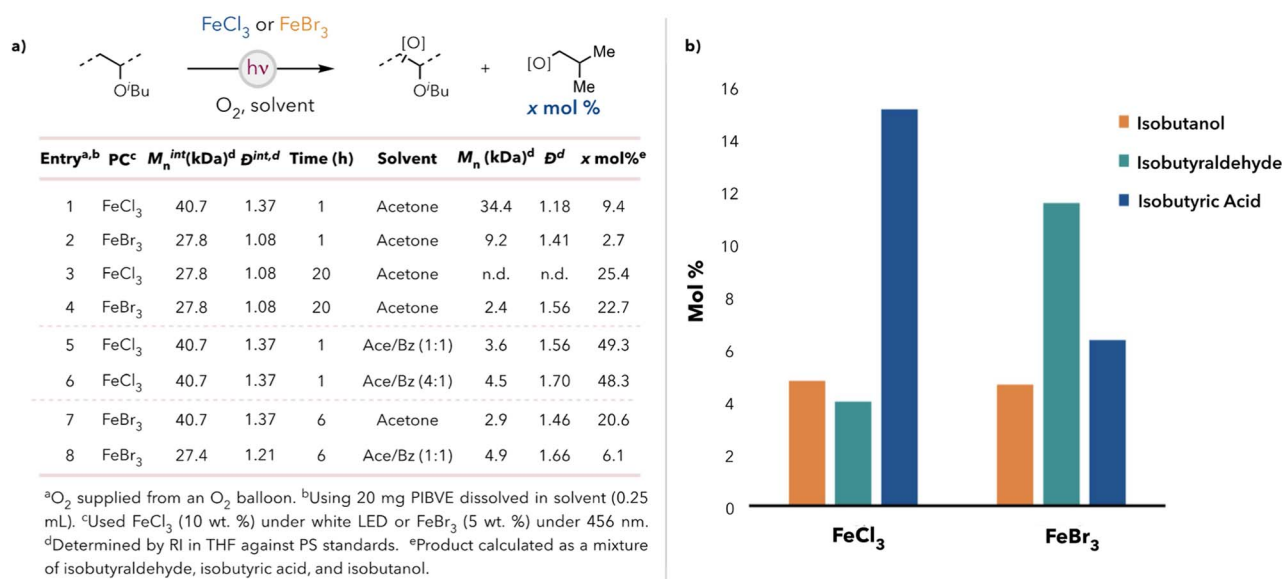 a)
FeCl₃ or FeBr₃
hν
O₂, solvent
OⁱBu
[O]
OⁱBu
+
[O]
Me
Me
x mol %
Entryᵃ,ᵇ PCᶜ Mₙⁱⁿᵗ(kDa)ᵈ Đⁱⁿᵗ,ᵈ Time (h) Solvent Mₙ (kDa)ᵈ Đᵈ x mol%ᵉ
1 FeCl₃ 40.7 1.37 1 Acetone 34.4 1.18 9.4
2 FeBr₃ 27.8 1.08 1 Acetone 9.2 1.41 2.7
3 FeCl₃ 27.8 1.08 20 Acetone n.d. n.d. 25.4
4 FeBr₃ 27.8 1.08 20 Acetone 2.4 1.56 22.7
5 FeCl₃ 40.7 1.37 1 Ace/Bz (1:1) 3.6 1.56 49.3
6 FeCl₃ 40.7 1.37 1 Ace/Bz (4:1) 4.5 1.70 48.3
7 FeBr₃ 40.7 1.37 6 Acetone 2.9 1.46 20.6
8 FeBr₃ 27.4 1.21 6 Ace/Bz (1:1) 4.9 1.66 6.1
ᵃO₂ supplied from an O₂ balloon. ᵇUsing 20 mg PIBVE dissolved in solvent (0.25
mL). ᶜUsed FeCl₃ (10 wt. %) under white LED or FeBr₃ (5 wt. %) under 456 nm.
ᵈDetermined by RI in THF against PS standards. ᵉProduct calculated as a mixture
of isobutyraldehyde, isobutyric acid, and isobutanol.
b)
Mol %
16
14
12
10
8
6
4
2
0
Isobutanol
Isobutyraldehyde
Isobutyric Acid
FeCl₃
FeBr₃